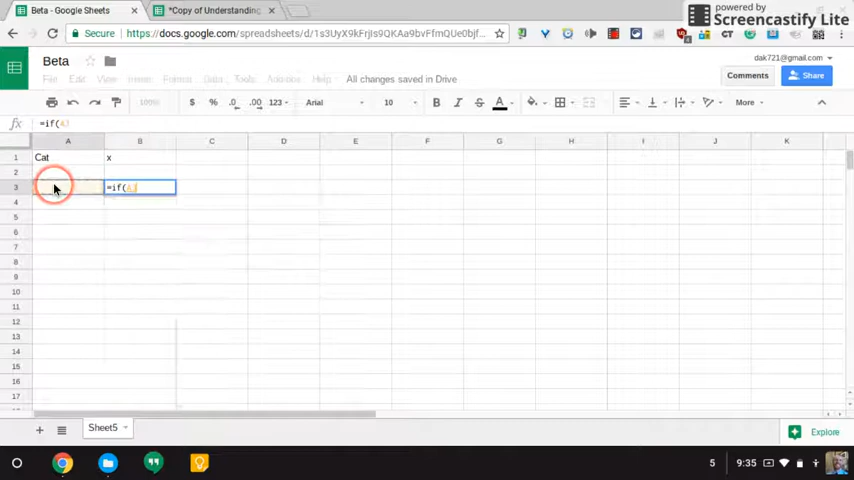 Beta - Google Sheets
*Copy of Understanding
powered by
Screencastify Lite
Secure
https://docs.google.com/spreadsheets/d/1s3UyX9kFrjIs9QKAa9bvFfmQUe0bjf...
Beta
File Edit View Insert Format Data Tools Add-ons Help All changes saved in Drive
dak721@gmail.com
Comments
Share
100% $ % .0 .00 123 Arial 10 B I S A More
fx =if(A3
A B C D E F G H I J K
1 Cat x
2
3 =if(A3
4
5
6
7
8
9
10
11
12
13
14
15
16
17
+ Sheet5
Explore
5 9:35